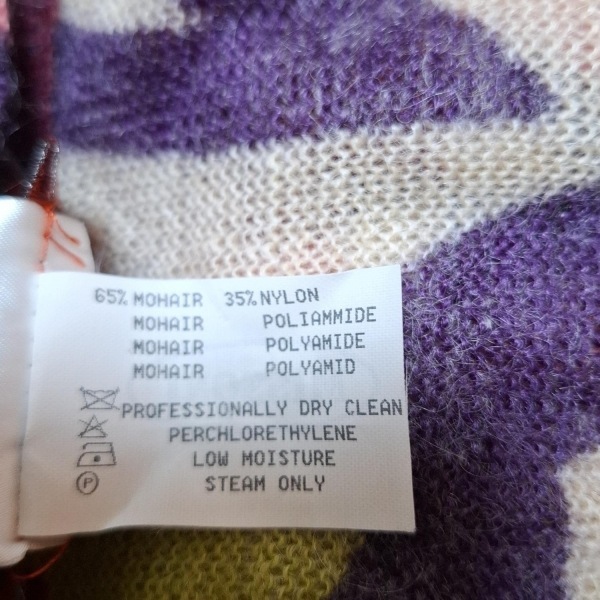 65% MOHAIR 35% NYLON
MOHAIR POLIAMMIDE
MOHAIR POLYAMIDE
MOHAIR POLYAMID
PROFESSIONALLY DRY CLEAN
PERCHLORETHYLENE
LOW MOISTURE
P STEAM ONLY